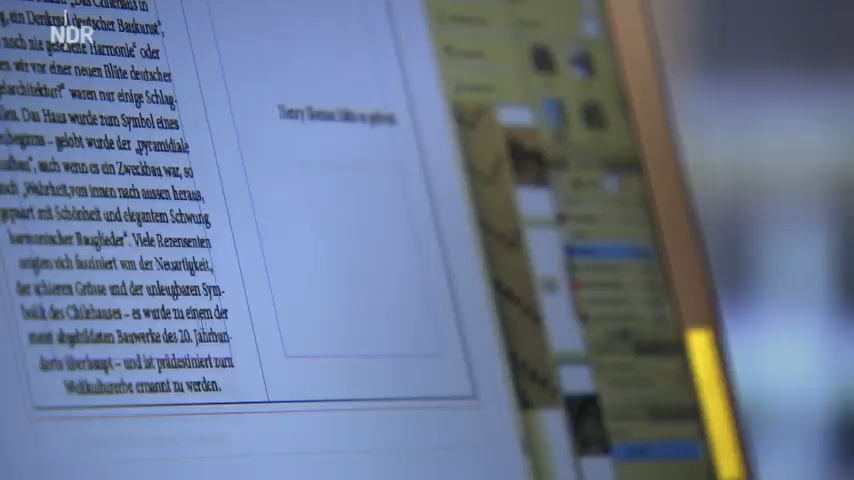 NDR
„Das Chilehaus in
ein Denkmal deutscher Baukunst",
noch nie gesehene Harmonie" oder
wir vor einer neuen Blüte deutscher
waren nur einige Schlag-
Das Haus wurde zum Symbol eines
– gelobt wurde der „pyramidiale
auch wenn es ein Zweckbau war, so
„Wahrheit von innen nach aussen heraus,
gepaart mit Schönheit und elegantem Schwung
harmonischer Bauglieder". Viele Rezensenten
zeigten sich fasziniert von der Neuartigkeit,
der schieren Grösse und der unleugbaren Sym-
bolik des Chilehauses – es wurde zu einem der
meist abgebildeten Bauwerke des 20. Jahrhun-
derts überhaupt – und ist prädestiniert zum
Weltkulturerbe ernannt zu werden.